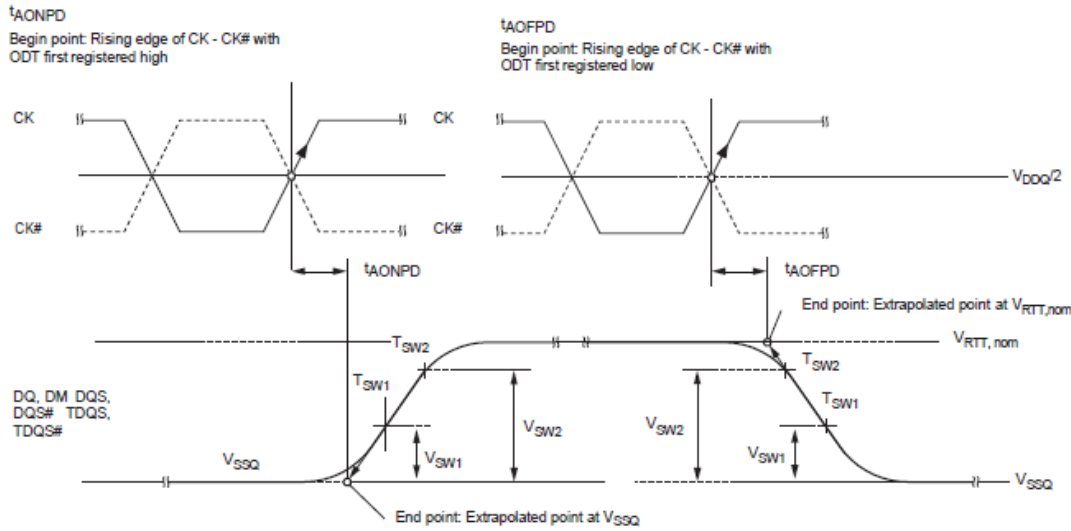 tAONPD
Begin point: Rising edge of CK - CK# with
ODT first registered high
tAOFPD
Begin point: Rising edge of CK - CK# with
ODT first registered low
CK
CK
VDDQ/2
CK#
CK#
tAONPD
tAOFPD
End point: Extrapolated point at VRTT,nom
TSW2
VRTT, nom
TSW2
TSW1
TSW1
DQ, DM DQS,
DQS# TDQS,
TDQS#
VSW2
VSW2
VSSQ
VSW1
VSW1
VSSQ
End point: Extrapolated point at VSSQ